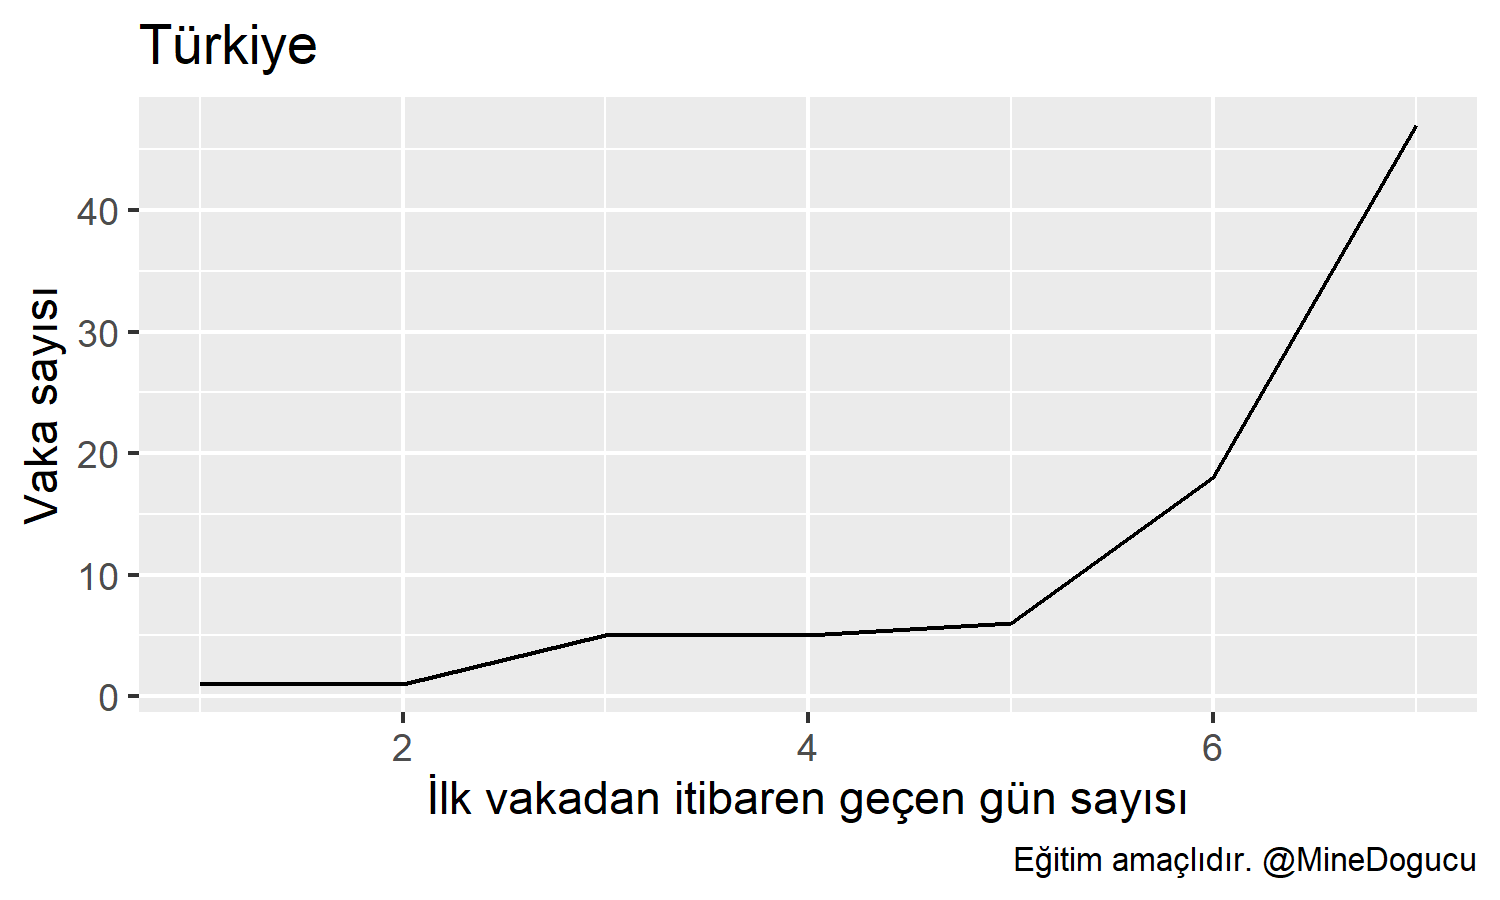 Türkiye
Vaka sayısı
40
30
20
10
0
2 4 6
İlk vakadan itibaren geçen gün sayısı
Eğitim amaçlıdır. @MineDogucu